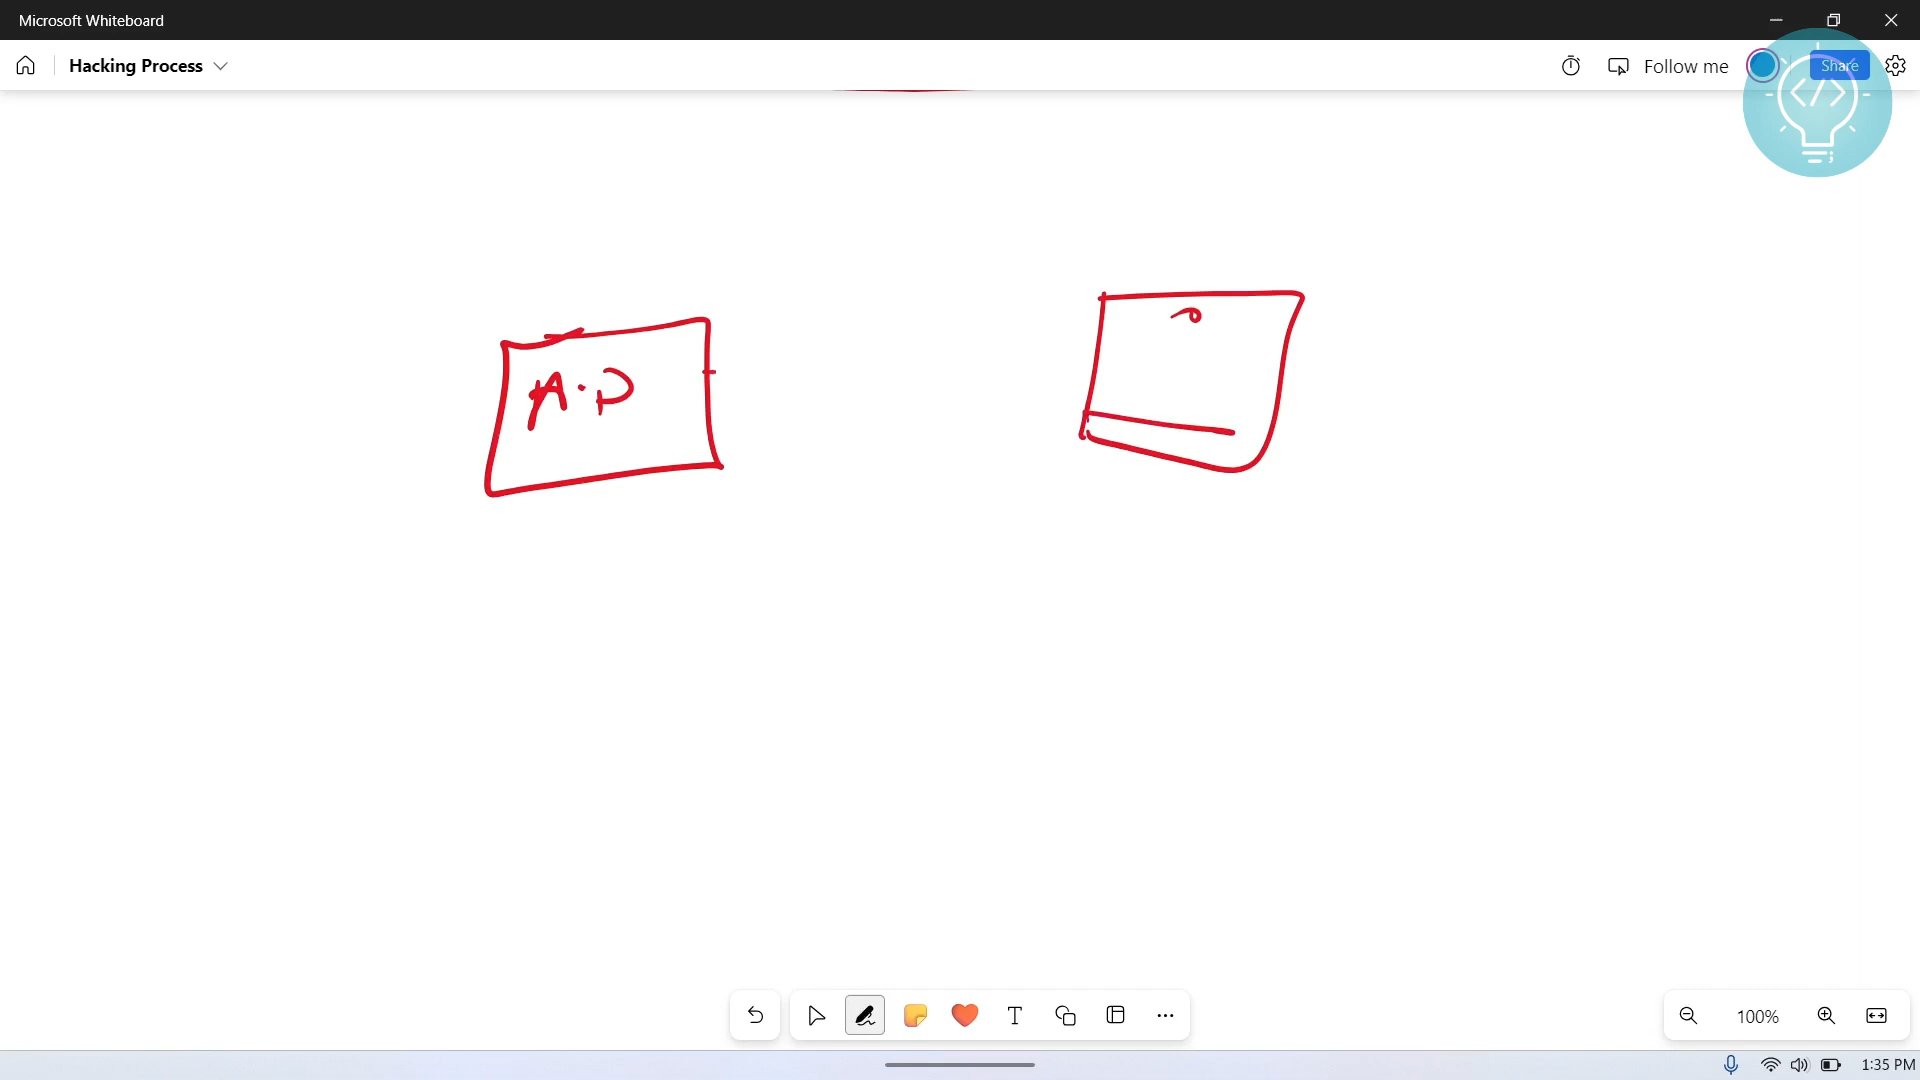 Microsoft Whiteboard
Hacking Process
Follow me
Share
</>
A.D
T
100%
1:35 PM